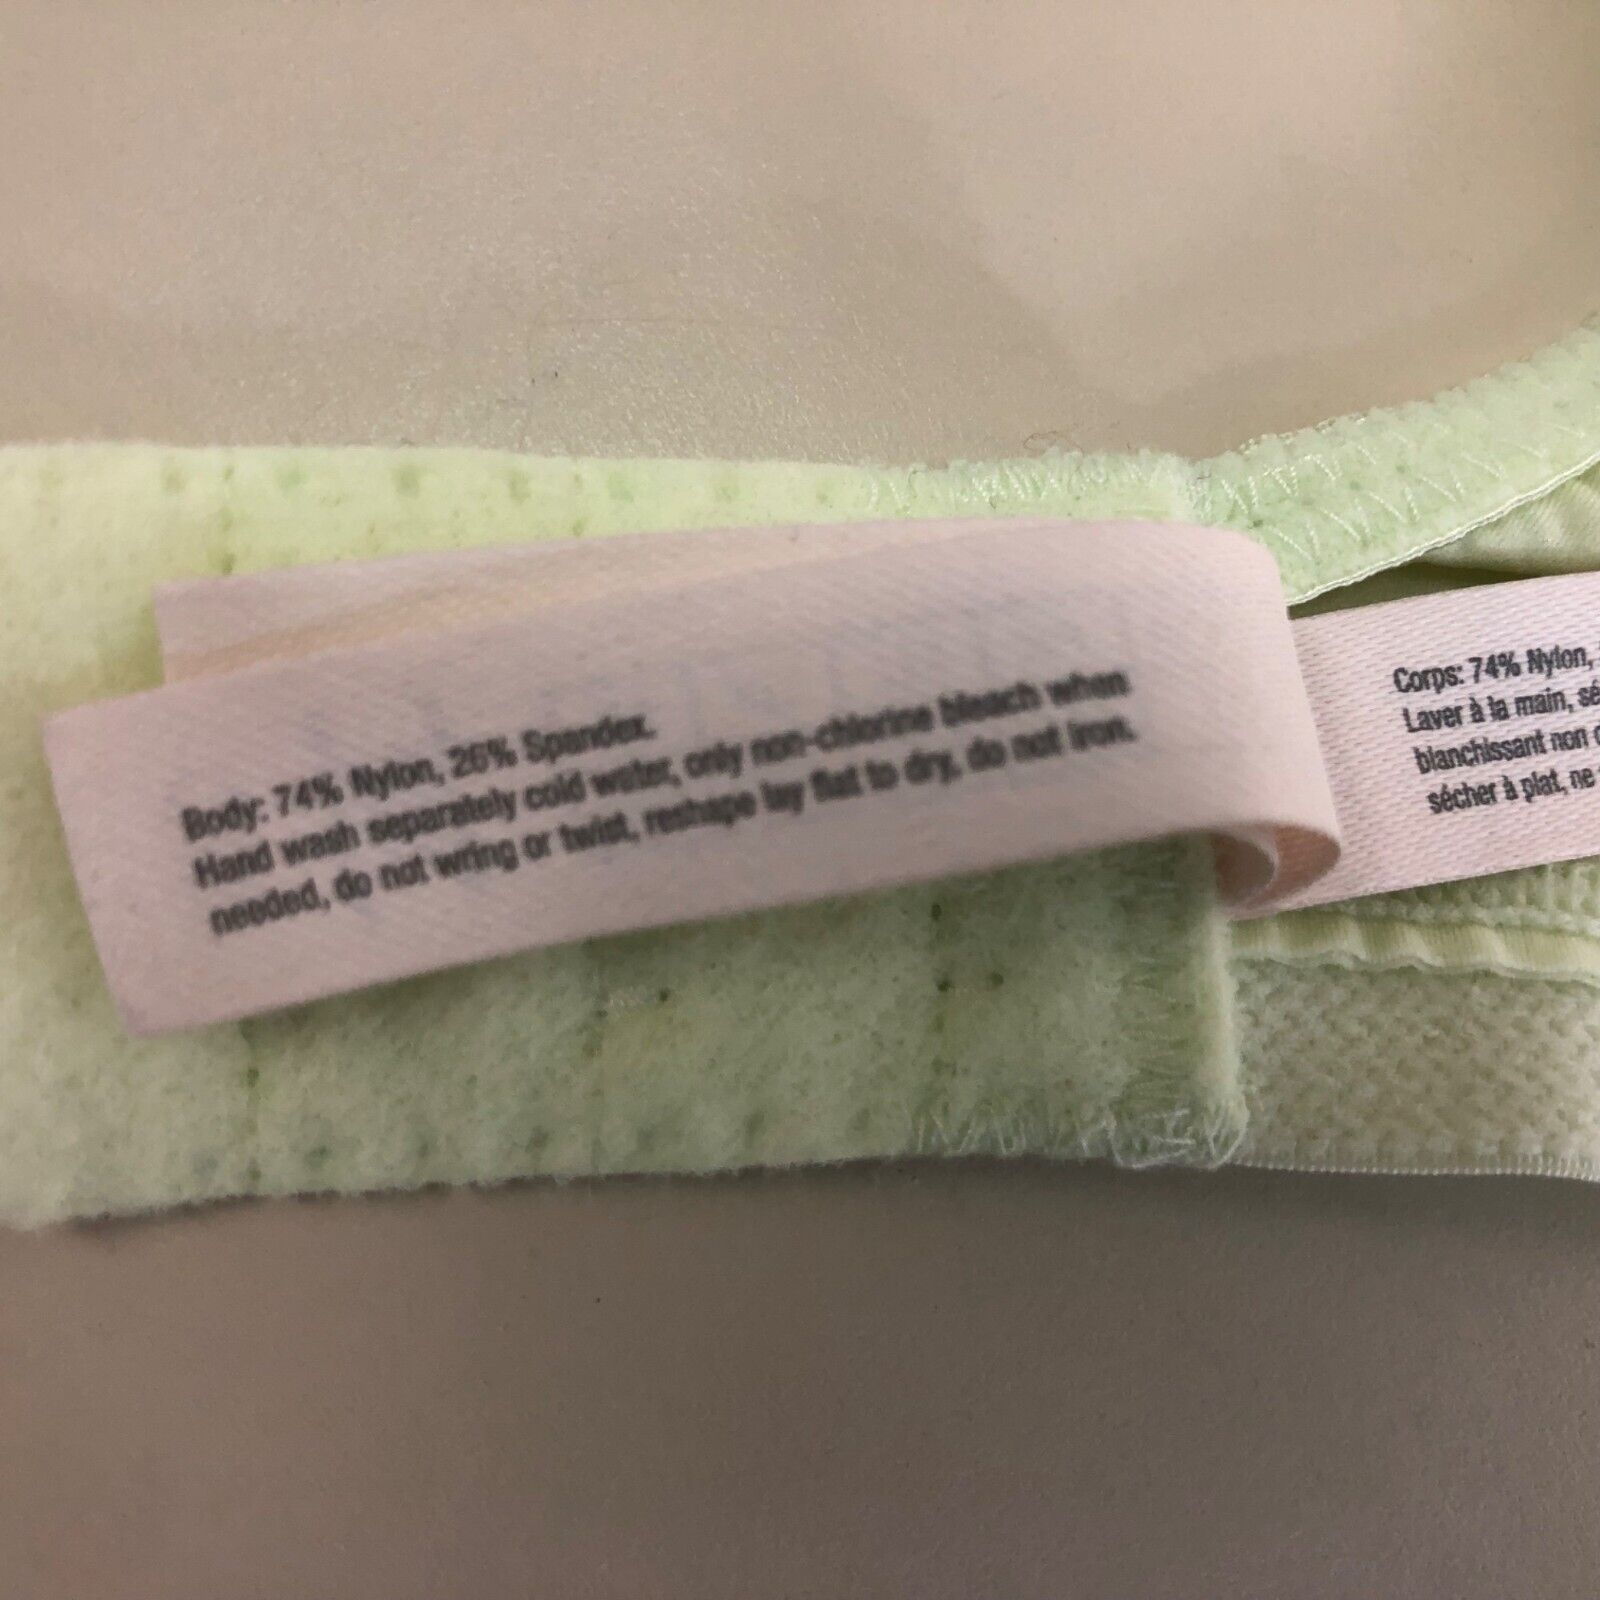 Body: 74% Nylon, 26% Spandex.
Hand wash separately cold water, only non-chlorine bleach when
needed, do not wring or twist, reshape lay flat to dry, do not iron.
Corps: 74% Nylon,
Laver à la main,
blanchissant non
sécher à plat, ne